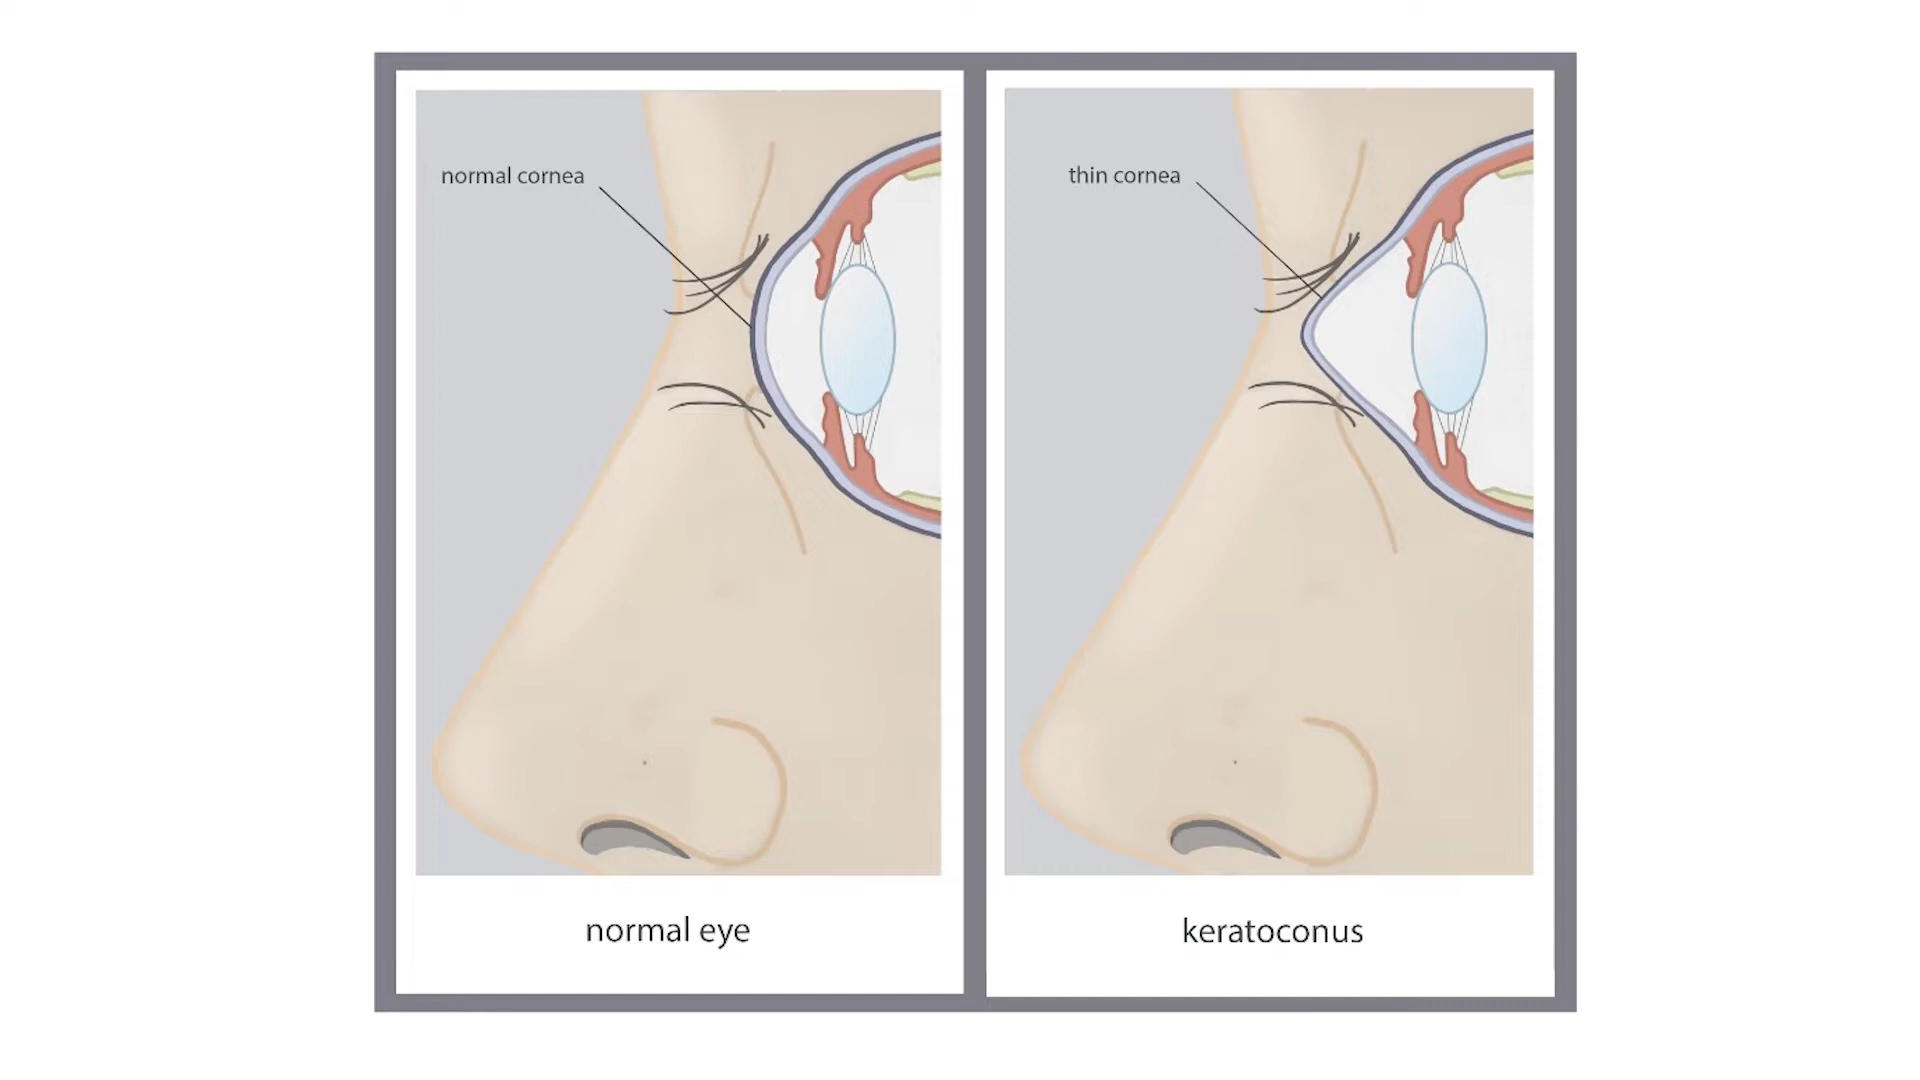 normal cornea
thin cornea
normal eye
keratoconus